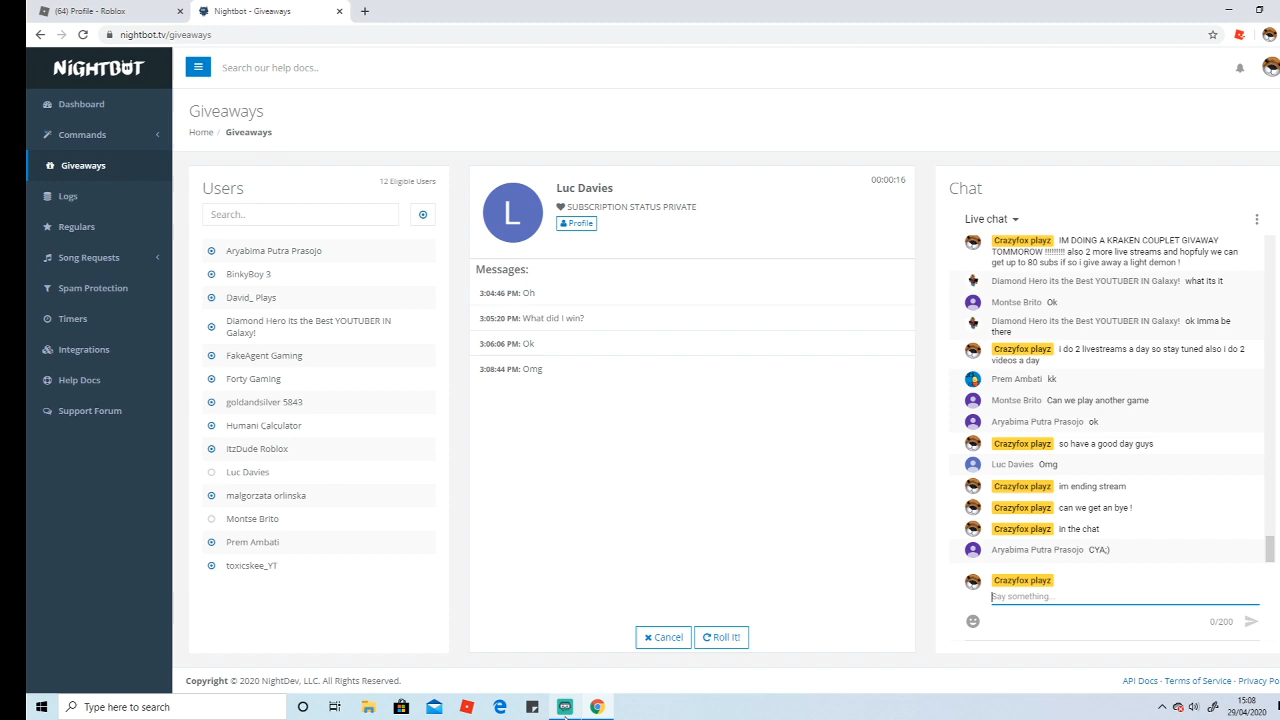 (64) Profile - Roblox
Nightbot - Giveaways
nightbot.tv/giveaways
NIGHTBOT
Search our help docs..
Dashboard
Commands
Giveaways
Logs
Regulars
Song Requests
Spam Protection
Timers
Integrations
Help Docs
Support Forum
Giveaways
Home / Giveaways
Users
12 Eligible Users
Search..
Aryabima Putra Prasojo
BinkyBoy 3
David_ Plays
Diamond Hero its the Best YOUTUBER IN
Galaxy!
FakeAgent Gaming
Forty Gaming
goldandsilver 5843
Humani Çalculator
ItzDude Roblox
Luc Davies
malgorzata orlinska
Montse Brito
Prem Ambati
toxicskee_YT
L
Luc Davies
00:00:16
SUBSCRIPTION STATUS PRIVATE
Profile
Messages:
3:04:46 PM: Oh
3:05:20 PM: What did I win?
3:06:06 PM: Ok
3:08:44 PM: Omg
Cancel
Roll It!
Chat
Live chat
Crazyfox playz IM DOING A KRAKEN COUPLET GIVAWAY
TOMMOROW !!!!!!!!! also 2 more live streams and hopfuly we can
get up to 80 subs if so i give away a light demon !
Diamond Hero its the Best YOUTUBER IN Galaxy! what its it
Montse Brito Ok
Diamond Hero its the Best YOUTUBER IN Galaxy! ok Imma be
there
Crazyfox playz i do 2 livestreams a day so stay tuned also i do 2
videos a day
Prem Ambati kk
Montse Brito Can we play another game
Aryabima Putra Prasojo ok
Crazyfox playz so have a good day guys
Luc Davies Omg
Crazyfox playz im ending stream
Crazyfox playz can we get an bye !
Crazyfox playz in the chat
Aryabima Putra Prasojo CYA;)
Crazyfox playz
Say something...
0/200
Copyright © 2020 NightDev, LLC. All Rights Reserved.
API Docs - Terms of Service - Privacy Po
Type here to search
15:08
29/04/2020